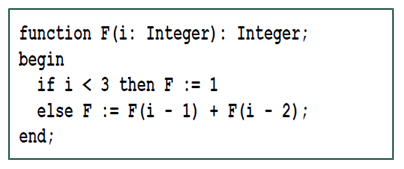 function F(i: Integer): Integer;
begin
  if i < 3 then F := 1
  else F := F(i - 1) + F(i - 2);
end;